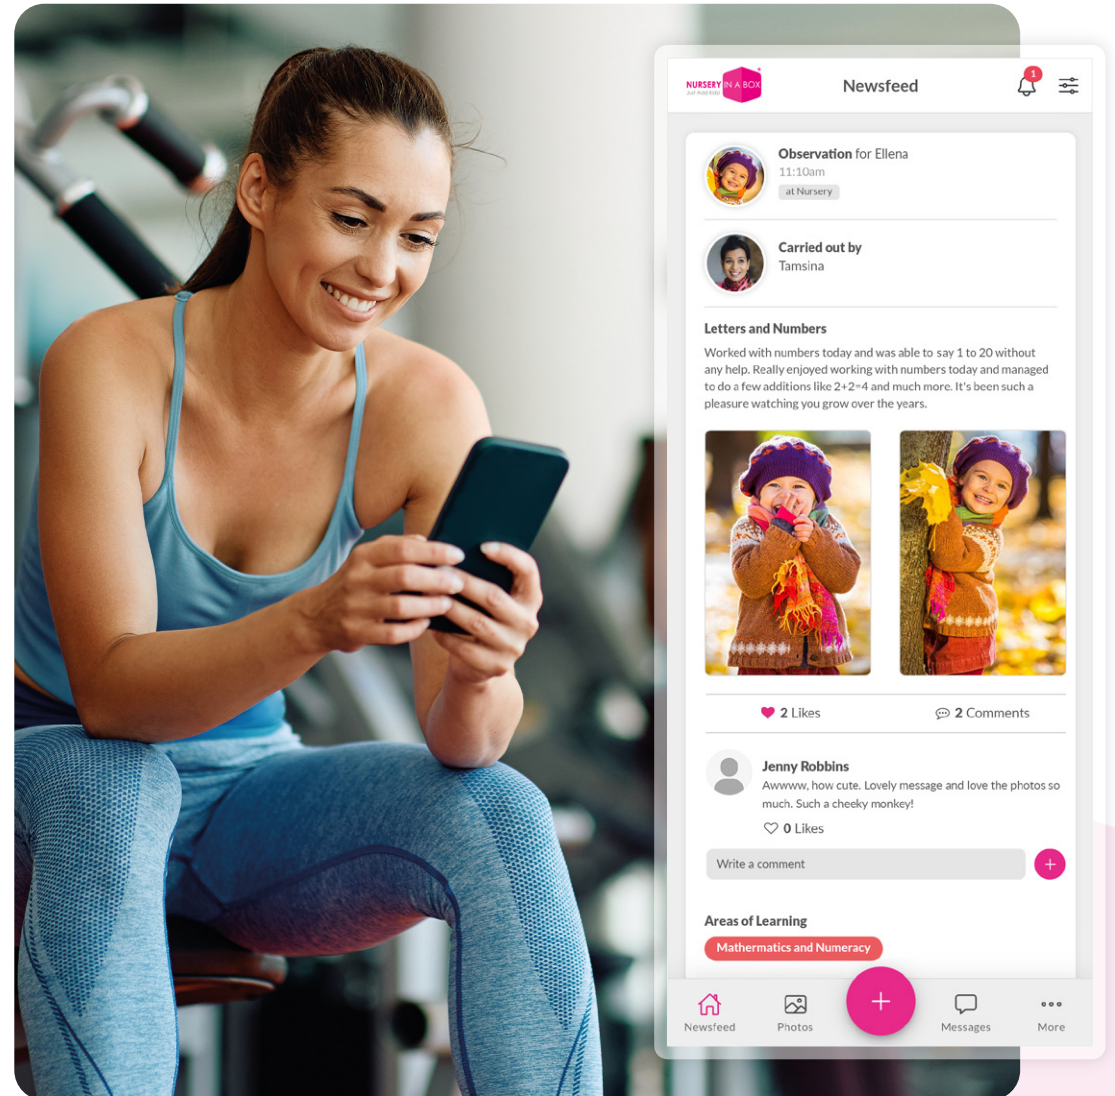 NURSERY IN A BOX
Newsfeed
1
Observation for Ellena
11:10am
at Nursery
Carried out by
Tamsina
Letters and Numbers
Worked with numbers today and was able to say 1 to 20 without
any help. Really enjoyed working with numbers today and managed
to do a few additions like 2+2=4 and much more. It's been such a
pleasure watching you grow over the years.
2 Likes
2 Comments
Jenny Robbins
Awwww, how cute. Lovely message and love the photos so
much. Such a cheeky monkey!
0 Likes
Write a comment
Areas of Learning
Mathermatics and Numeracy
Newsfeed
Photos
Messages
More